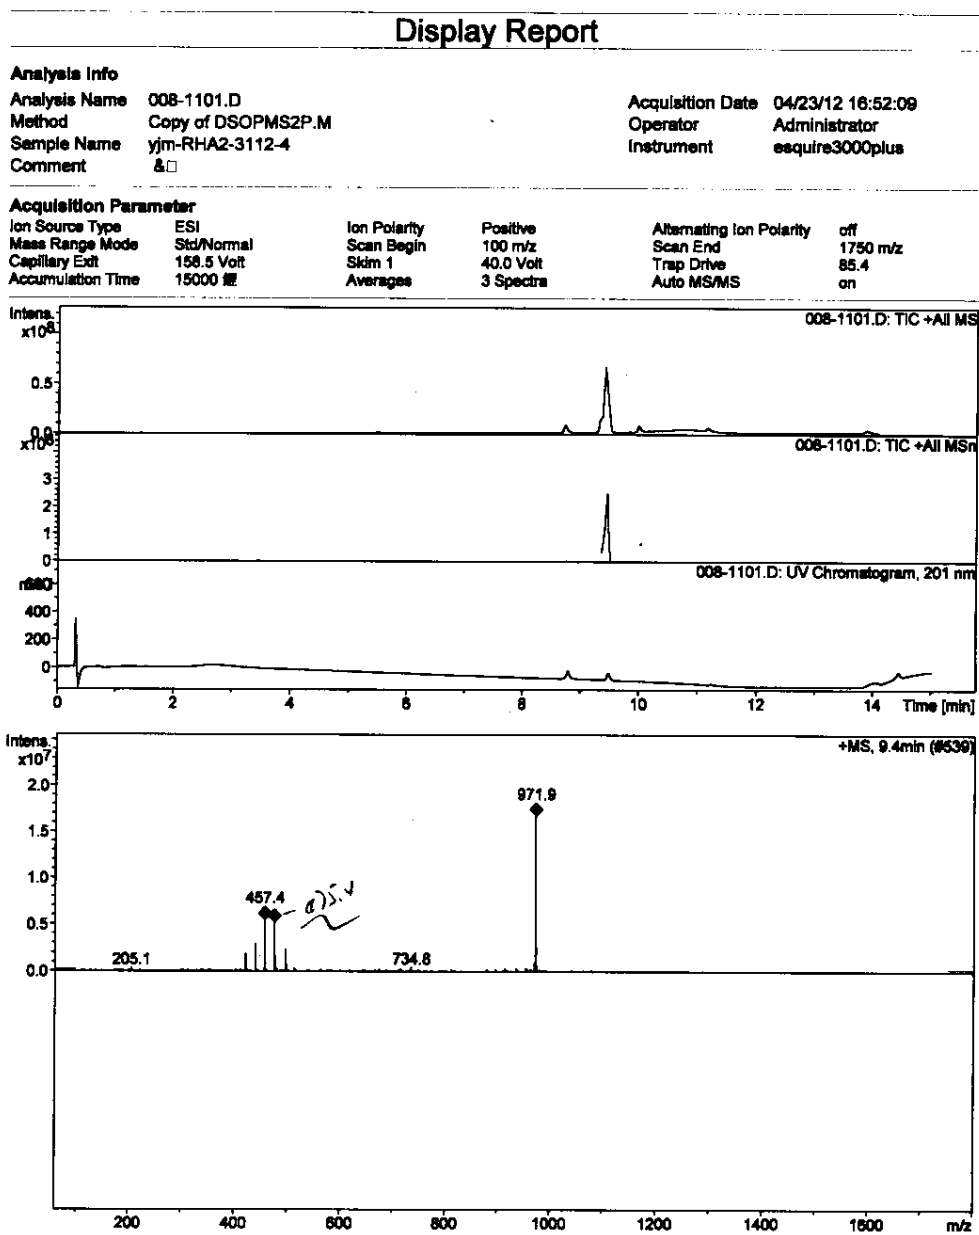 Display Report
Analysis Info
Analysis Name 008-1101.D Acquisition Date 04/23/12 16:52:09
Method Copy of DSOPMS2P.M Operator Administrator
Sample Name yjm-RHA2-3112-4 Instrument esquire3000plus
Comment &□
Acquisition Parameter
Ion Source Type ESI Ion Polarity Positive Alternating Ion Polarity off
Mass Range Mode Std/Normal Scan Begin 100 m/z Scan End 1750 m/z
Capillary Exit 158.5 Volt Skim 1 40.0 Volt Trap Drive 85.4
Accumulation Time 15000 Averages 3 Spectra Auto MS/MS on
Intens. 008-1101.D: TIC +All MS
x10
0.5
0.0
x10 008-1101.D: TIC +All MSn
3
2
1
0
008-1101.D: UV Chromatogram, 201 nm
400
200
0
0 2 4 6 8 10 12 14 Time [min]
Intens. +MS, 9.4min (#539)
x10⁷
2.0
971.9
1.5
1.0
457.4
0.5
205.1 734.8
0.0
200 400 600 800 1000 1200 1400 1600 m/z